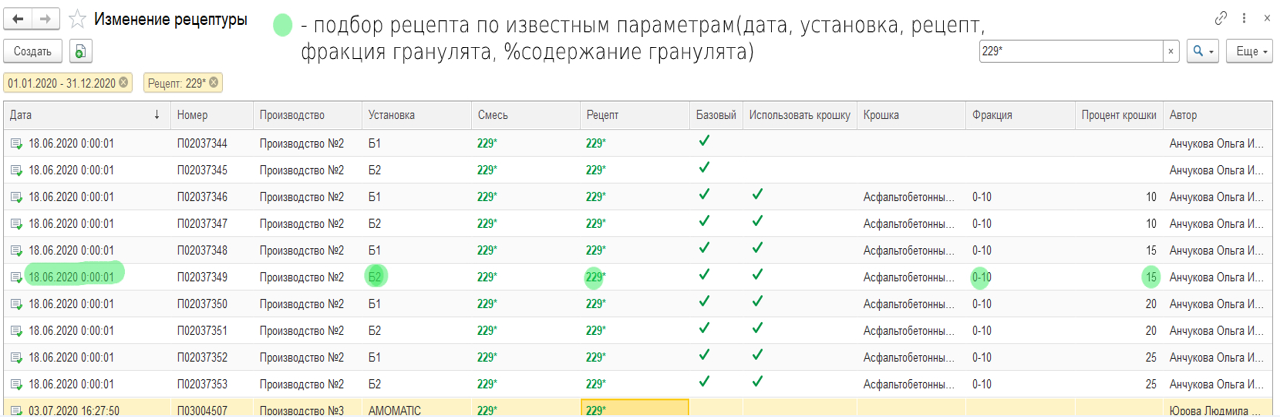 Изменение рецептуры
- подбор рецепта по известным параметрам(дата, установка, рецепт,
фракция гранулята, %содержание гранулята)
Создать
229*
Еще
01.01.2020 - 31.12.2020
Рецепт: 229*
Дата Номер Производство Установка Смесь Рецепт Базовый Использовать крошку Крошка Фракция Процент крошки Автор
18.06.2020 0:00:01 П02037344 Производство №2 Б1 229* 229* Анчукова Ольга И...
18.06.2020 0:00:01 П02037345 Производство №2 Б2 229* 229* Анчукова Ольга И...
18.06.2020 0:00:01 П02037346 Производство №2 Б1 229* 229* Асфальтобетонны... 0-10 10 Анчукова Ольга И...
18.06.2020 0:00:01 П02037347 Производство №2 Б2 229* 229* Асфальтобетонны... 0-10 10 Анчукова Ольга И...
18.06.2020 0:00:01 П02037348 Производство №2 Б1 229* 229* Асфальтобетонны... 0-10 15 Анчукова Ольга И...
18.06.2020 0:00:01 П02037349 Производство №2 Б2 229* 229* Асфальтобетонны... 0-10 15 Анчукова Ольга И...
18.06.2020 0:00:01 П02037350 Производство №2 Б1 229* 229* Асфальтобетонны... 0-10 20 Анчукова Ольга И...
18.06.2020 0:00:01 П02037351 Производство №2 Б2 229* 229* Асфальтобетонны... 0-10 20 Анчукова Ольга И...
18.06.2020 0:00:01 П02037352 Производство №2 Б1 229* 229* Асфальтобетонны... 0-10 25 Анчукова Ольга И...
18.06.2020 0:00:01 П02037353 Производство №2 Б2 229* 229* Асфальтобетонны... 0-10 25 Анчукова Ольга И...
03.07.2020 16:27:50 П03004507 Производство №3 AMOMATIC 229* 229* Юрова Людмила ...